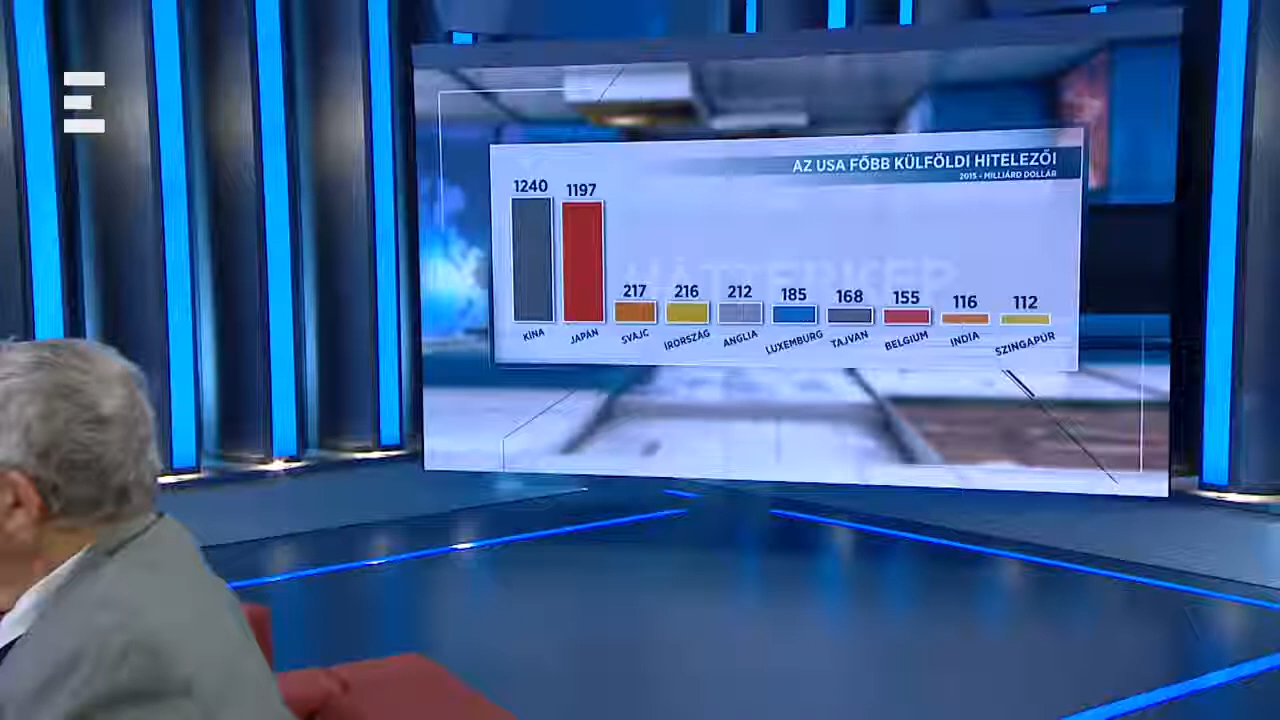 E
AZ USA FŐBB KÜLFÖLDI HITELEZŐI
2015 - MILLIÁRD DOLLÁR
1240 1197 217 216 212 185 168 155 116 112
HÁTTÉRKÉP
KÍNA JAPÁN SVÁJC ÍRORSZÁG ANGLIA LUXEMBURG TAJVAN BELGIUM INDIA SZINGAPÚR